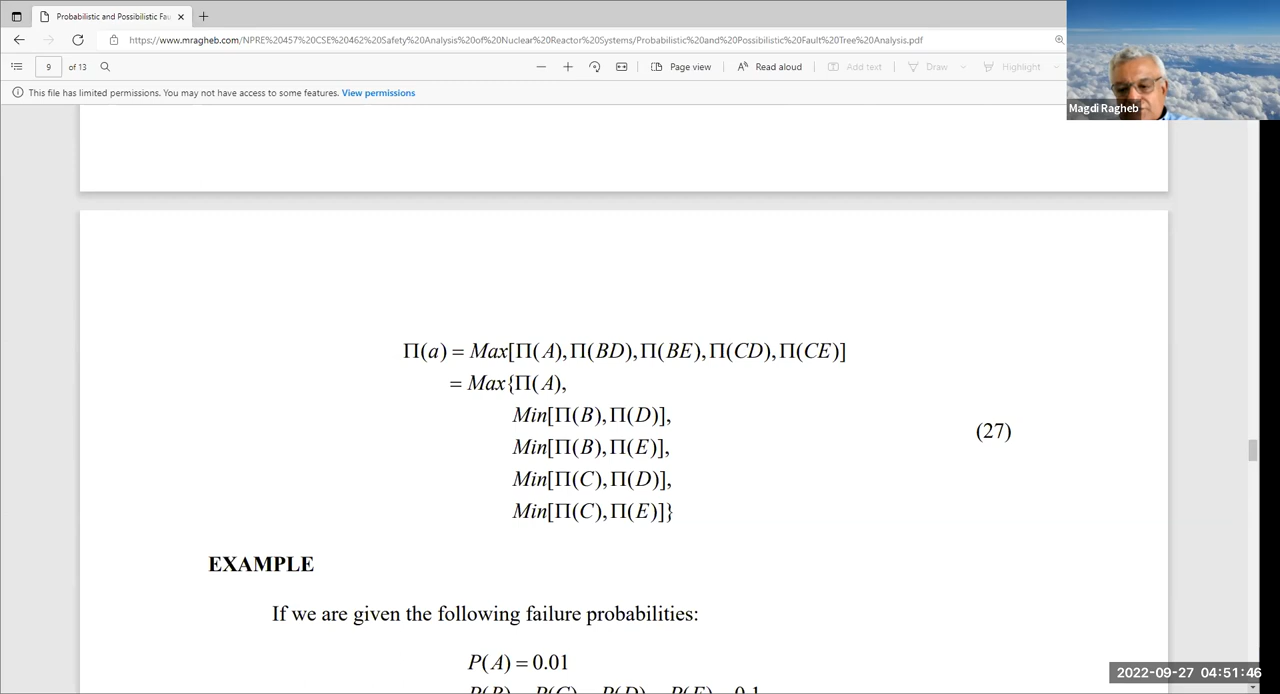 Probabilistic and Possibilistic Fau
https://www.mragheb.com/NPRE%20457%20CSE%20462%20Safety%20Analysis%20of%20Nuclear%20Reactor%20Systems/Probabilistic%20and%20Possibilistic%20Fault%20Tree%20Analysis.pdf
9 of 13 Page view Read aloud Add text Draw Highlight
This file has limited permissions. You may not have access to some features. View permissions
Magdi Ragheb
Π(a) = Max[Π(A), Π(BD), Π(BE), Π(CD), Π(CE)]
= Max{Π(A),
Min[Π(B), Π(D)],
Min[Π(B), Π(E)],
(27)
Min[Π(C), Π(D)],
Min[Π(C), Π(E)]}
EXAMPLE
If we are given the following failure probabilities:
P(A) = 0.01
P(B) = P(C) = P(D) = P(E) = 0.1
2022-09-27 04:51:46